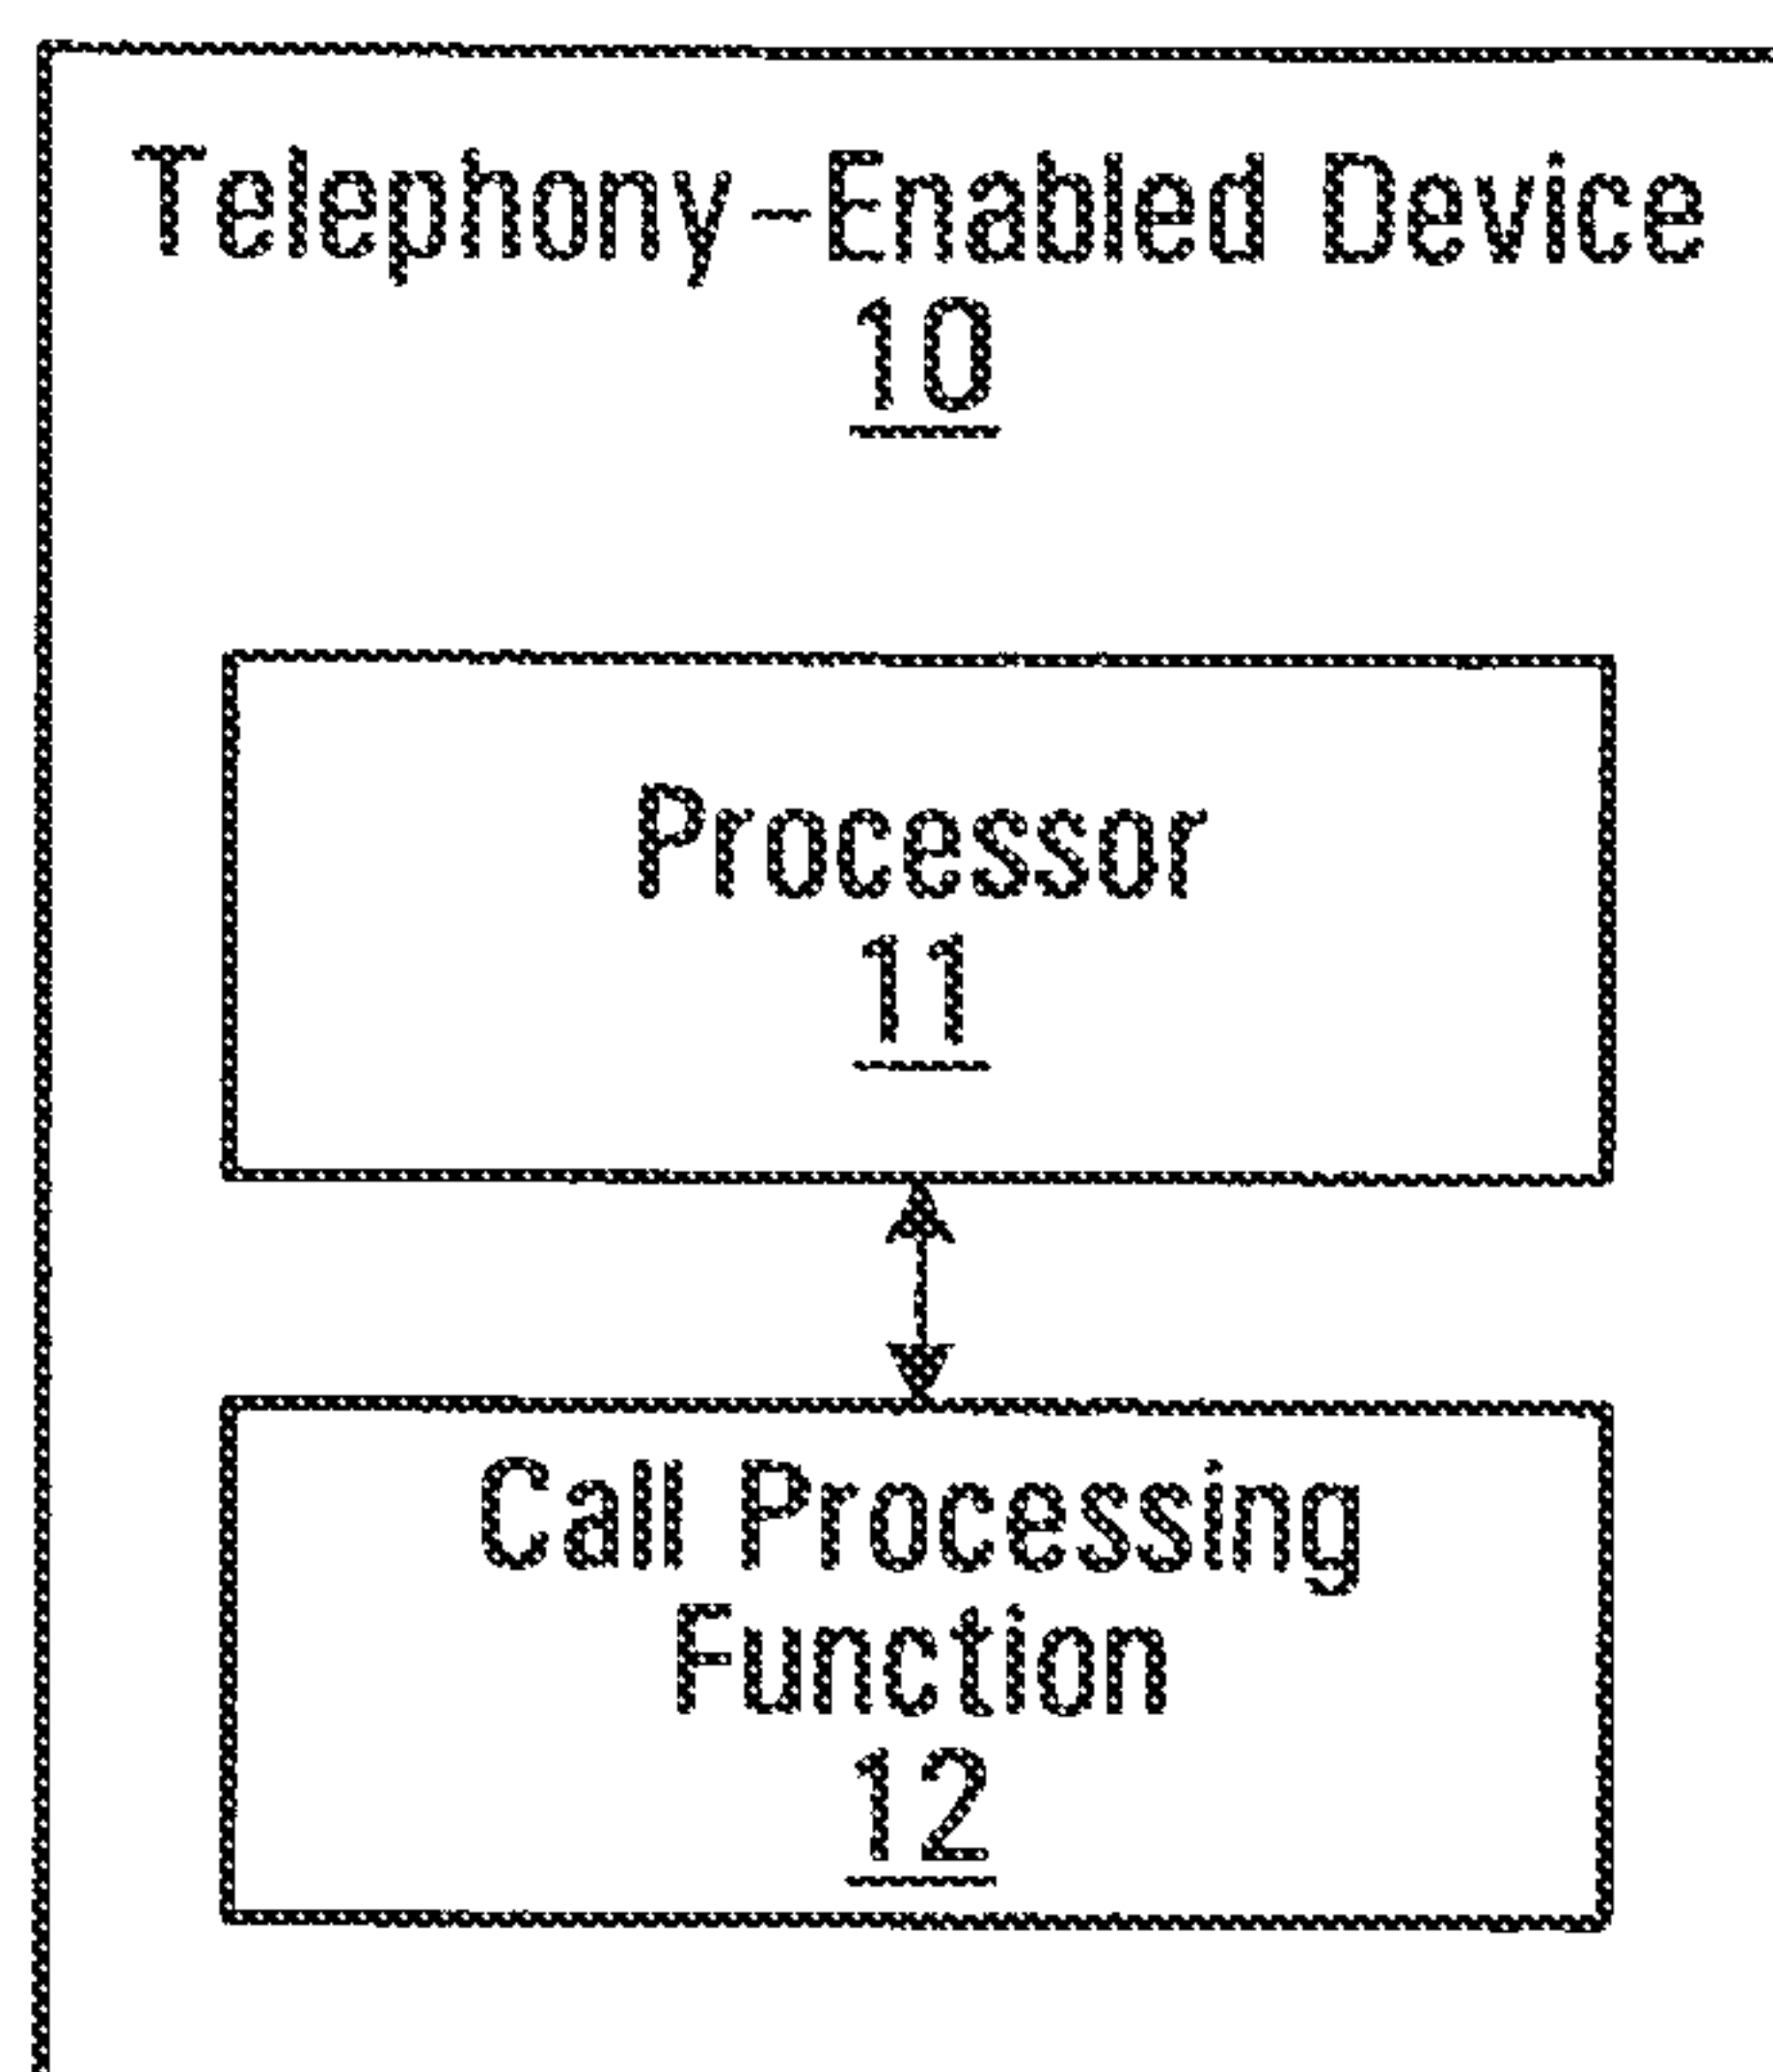 Telephony-Enabled Device
10
Processor
11
Call Processing
Function
12